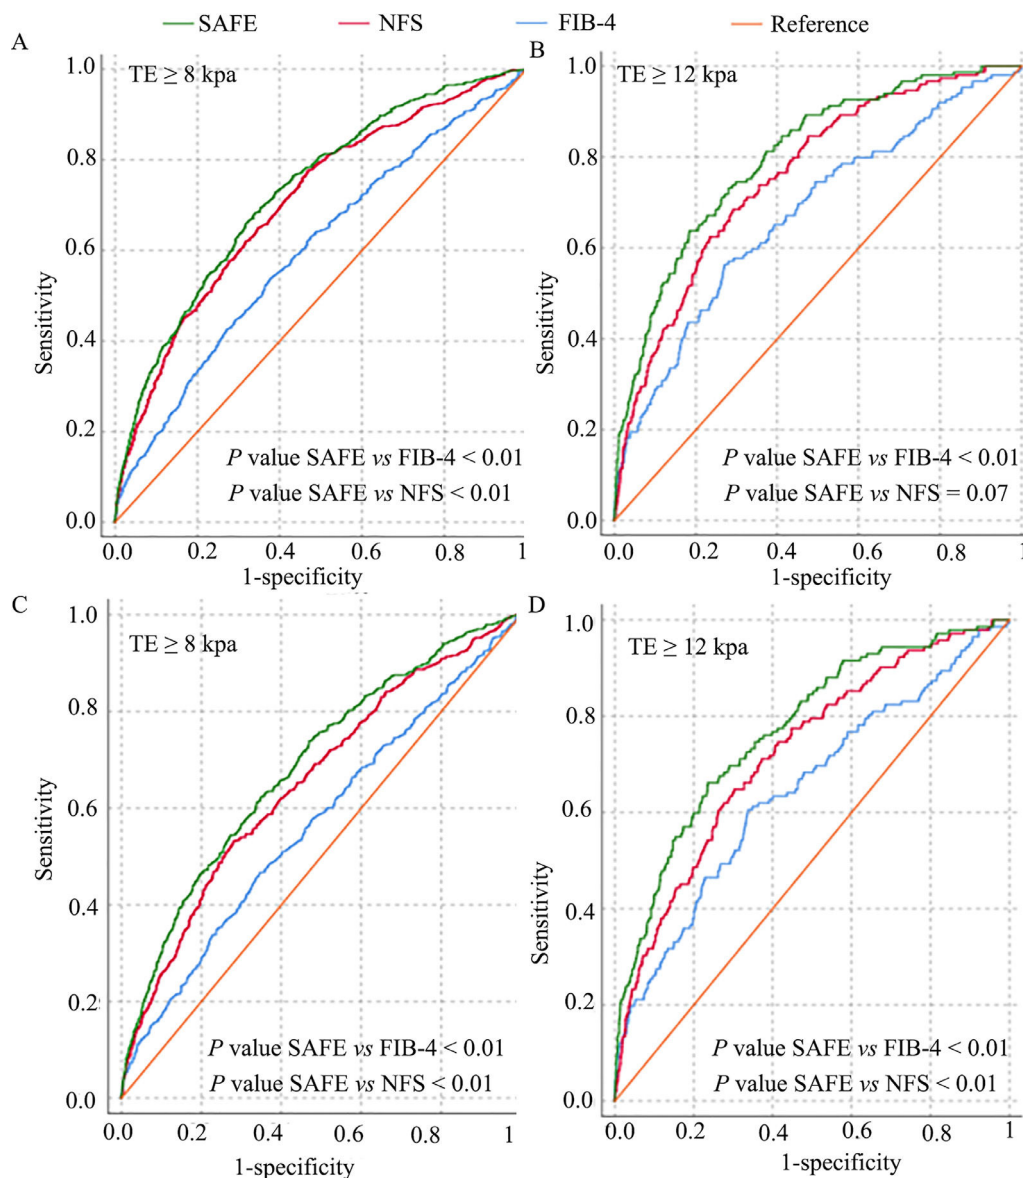 SAFE NFS FIB-4 Reference
A
TE ≥ 8 kpa
1.0
0.8
0.6
0.4
0.2
0.0
Sensitivity
P value SAFE vs FIB-4 < 0.01
P value SAFE vs NFS < 0.01
0.0 0.2 0.4 0.6 0.8 1
1-specificity
B
TE ≥ 12 kpa
1.0
0.8
0.6
0.4
0.2
0.0
Sensitivity
P value SAFE vs FIB-4 < 0.01
P value SAFE vs NFS = 0.07
0.0 0.2 0.4 0.6 0.8 1
1-specificity
C
TE ≥ 8 kpa
1.0
0.8
0.6
0.4
0.2
0.0
Sensitivity
P value SAFE vs FIB-4 < 0.01
P value SAFE vs NFS < 0.01
0.0 0.2 0.4 0.6 0.8 1
1-specificity
D
TE ≥ 12 kpa
1.0
0.8
0.6
0.4
0.2
0.0
Sensitivity
P value SAFE vs FIB-4 < 0.01
P value SAFE vs NFS < 0.01
0.0 0.2 0.4 0.6 0.8 1
1-specificity